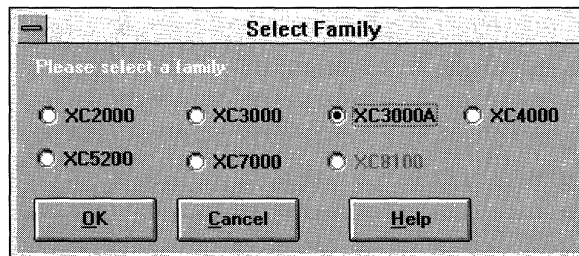 Select Family
Please select a family
XC2000 XC3000 XC3000A XC4000
XC5200 XC7000 XC8100
OK Cancel Help